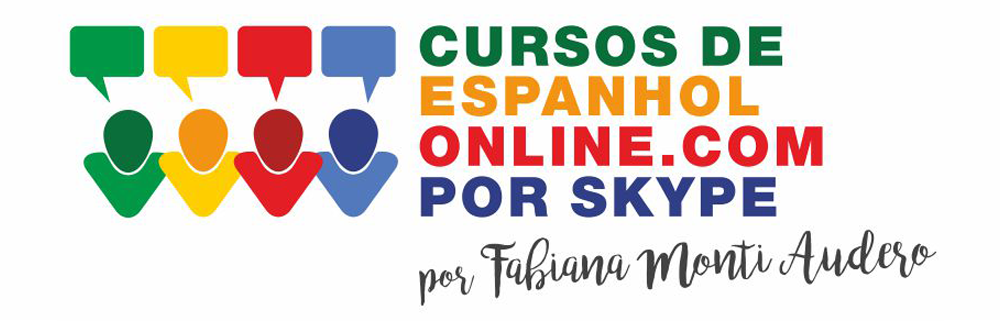 CURSOS DE
ESPANHOL
ONLINE.COM
POR SKYPE
por Fabiana Monti Audero